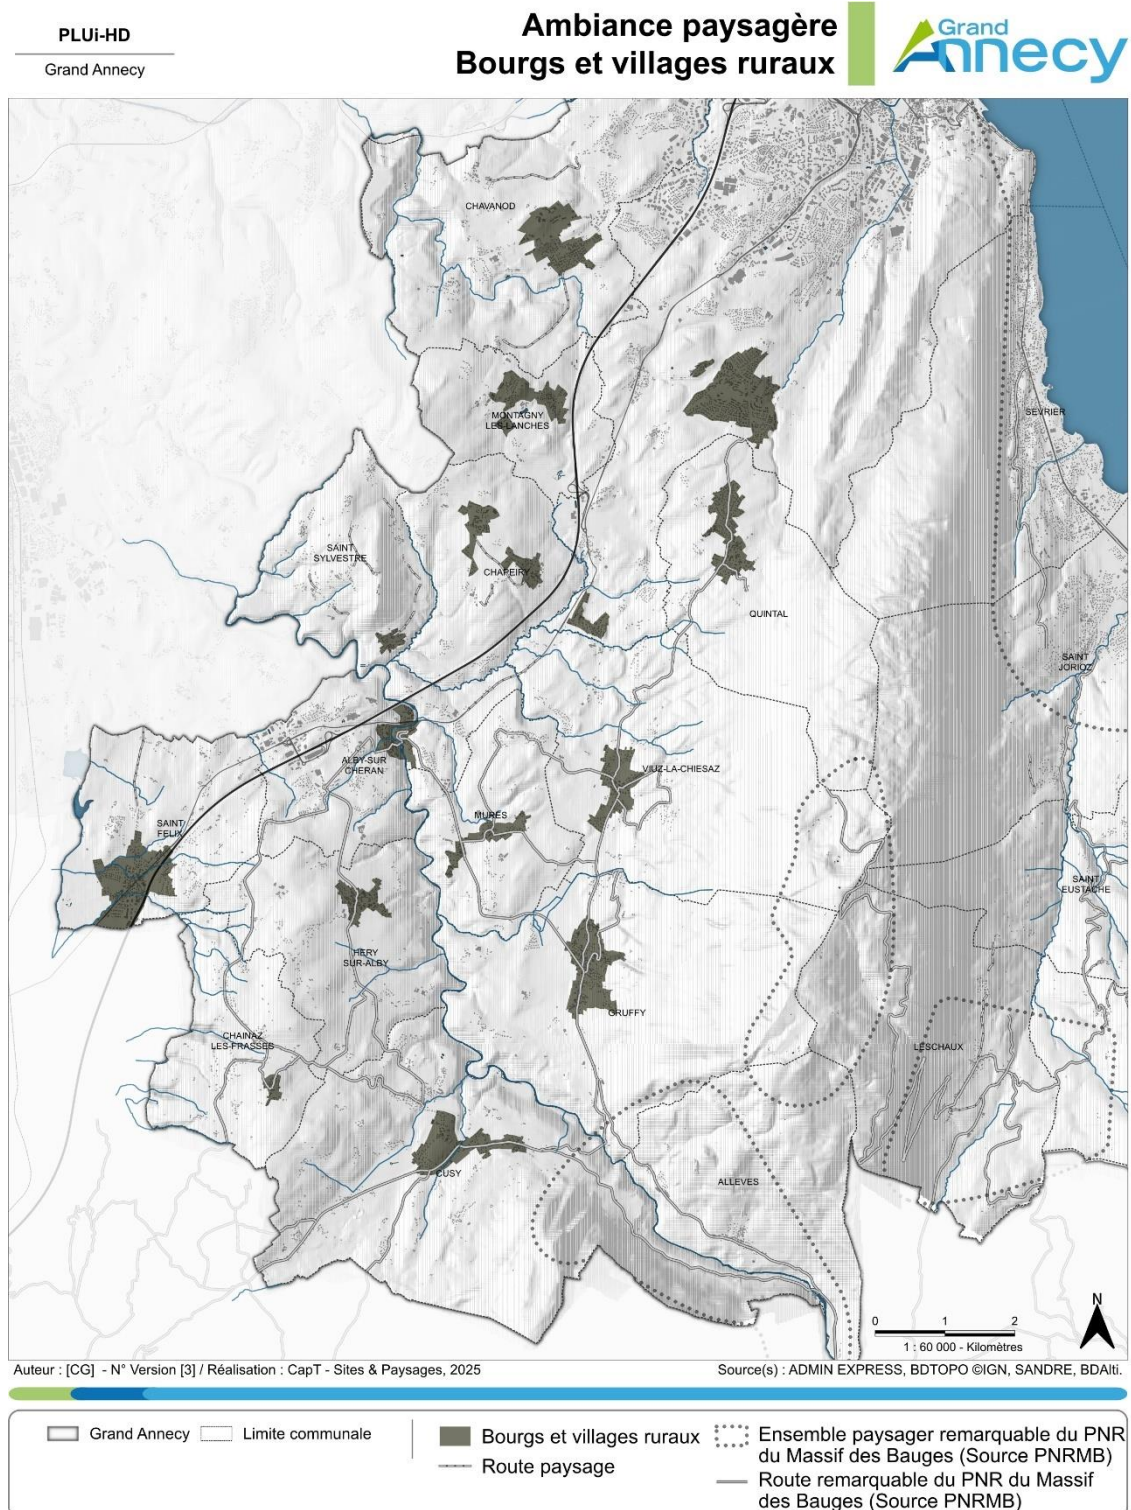 PLUi-HD
Grand Annecy
Ambiance paysagère
Bourgs et villages ruraux
Grand
Annecy
CHAVANOD
MONTAGNY
LES-LANCHES
SEVRIER
SAINT
SYLVESTRE
CHAPEIRY
QUINTAL
SAINT
JORIOZ
ALBY-SUR
CHERAN
VIUZ-LA-CHIESAZ
MURES
SAINT
FELIX
SAINT
EUSTACHE
HERY
SUR-ALBY
GRUFFY
CHAINAZ
LES-FRASSES
LESCHAUX
CUSY
ALLEVES
N
0 1 2
1 : 60 000 - Kilomètres
Auteur : [CG] - N° Version [3] / Réalisation : CapT - Sites & Paysages, 2025
Source(s) : ADMIN EXPRESS, BDTOPO ©IGN, SANDRE, BDAlti.
Grand Annecy
Limite communale
Bourgs et villages ruraux
Route paysage
Ensemble paysager remarquable du PNR
du Massif des Bauges (Source PNRMB)
Route remarquable du PNR du Massif
des Bauges (Source PNRMB)